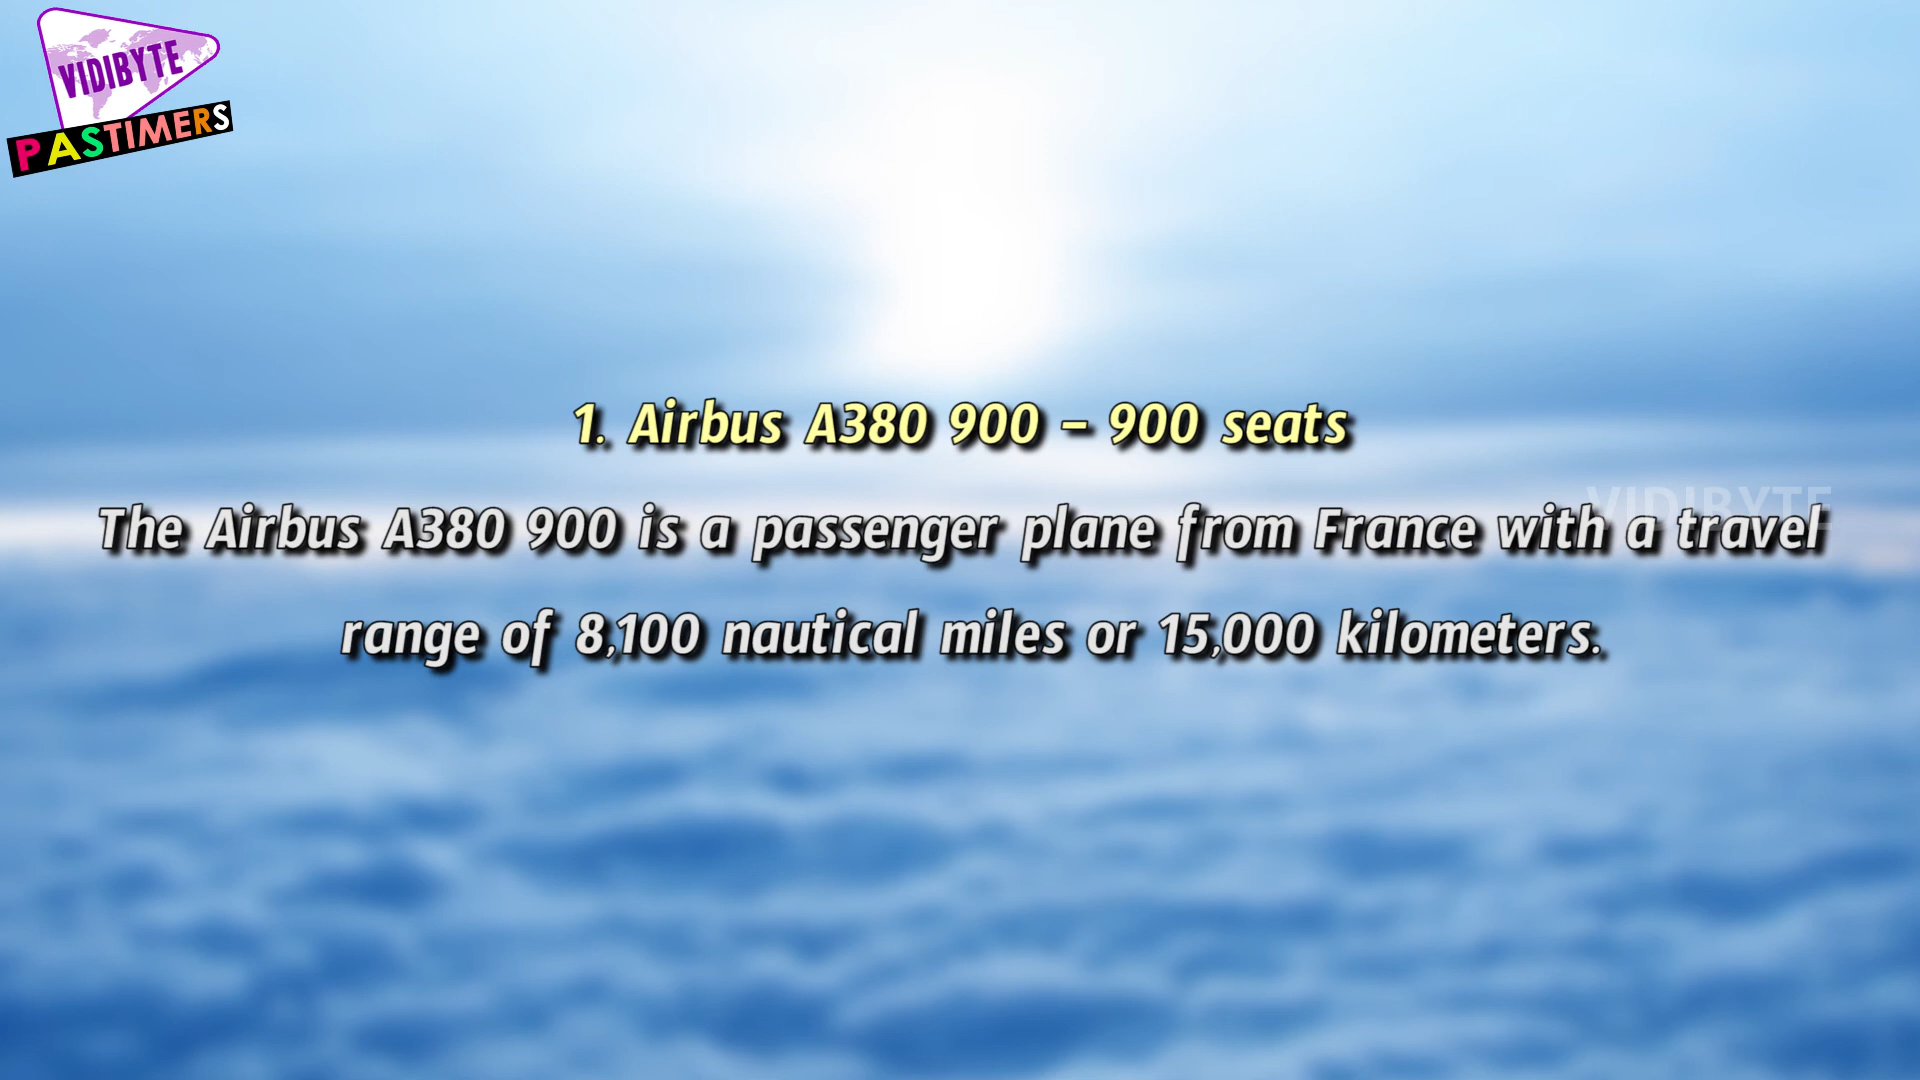 VIDIBYTE
PASTIMERS
1. Airbus A380 900 – 900 seats
VIDIBYTE
The Airbus A380 900 is a passenger plane from France with a travel
range of 8,100 nautical miles or 15,000 kilometers.